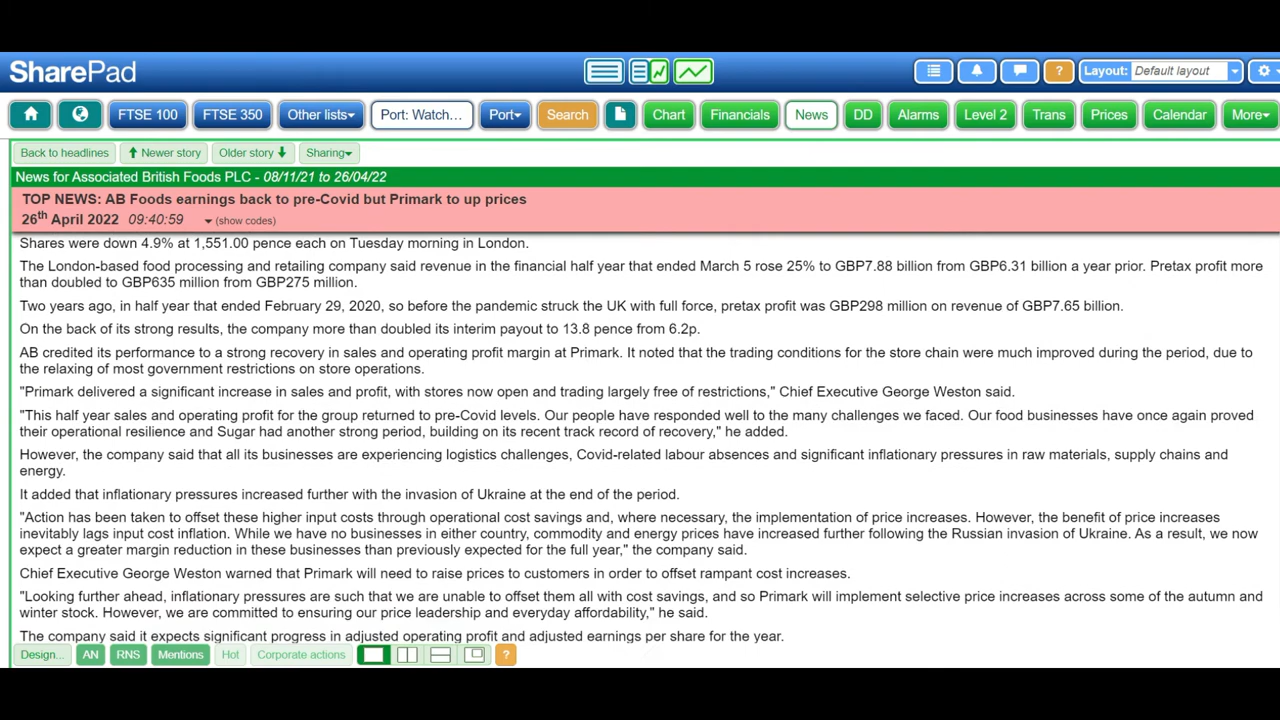 SharePad
Layout: Default layout
?
FTSE 100 FTSE 350 Other lists Port: Watch... Port Search Chart Financials News DD Alarms Level 2 Trans Prices Calendar More
Back to headlines Newer story Older story Sharing
News for Associated British Foods PLC - 08/11/21 to 26/04/22
TOP NEWS: AB Foods earnings back to pre-Covid but Primark to up prices
26th April 2022 09:40:59 (show codes)
Shares were down 4.9% at 1,551.00 pence each on Tuesday morning in London.
The London-based food processing and retailing company said revenue in the financial half year that ended March 5 rose 25% to GBP7.88 billion from GBP6.31 billion a year prior. Pretax profit more
than doubled to GBP635 million from GBP275 million.
Two years ago, in half year that ended February 29, 2020, so before the pandemic struck the UK with full force, pretax profit was GBP298 million on revenue of GBP7.65 billion.
On the back of its strong results, the company more than doubled its interim payout to 13.8 pence from 6.2p.
AB credited its performance to a strong recovery in sales and operating profit margin at Primark. It noted that the trading conditions for the store chain were much improved during the period, due to
the relaxing of most government restrictions on store operations.
"Primark delivered a significant increase in sales and profit, with stores now open and trading largely free of restrictions," Chief Executive George Weston said.
"This half year sales and operating profit for the group returned to pre-Covid levels. Our people have responded well to the many challenges we faced. Our food businesses have once again proved
their operational resilience and Sugar had another strong period, building on its recent track record of recovery," he added.
However, the company said that all its businesses are experiencing logistics challenges, Covid-related labour absences and significant inflationary pressures in raw materials, supply chains and
energy.
It added that inflationary pressures increased further with the invasion of Ukraine at the end of the period.
"Action has been taken to offset these higher input costs through operational cost savings and, where necessary, the implementation of price increases. However, the benefit of price increases
inevitably lags input cost inflation. While we have no businesses in either country, commodity and energy prices have increased further following the Russian invasion of Ukraine. As a result, we now
expect a greater margin reduction in these businesses than previously expected for the full year," the company said.
Chief Executive George Weston warned that Primark will need to raise prices to customers in order to offset rampant cost increases.
"Looking further ahead, inflationary pressures are such that we are unable to offset them all with cost savings, and so Primark will implement selective price increases across some of the autumn and
winter stock. However, we are committed to ensuring our price leadership and everyday affordability," he said.
The company said it expects significant progress in adjusted operating profit and adjusted earnings per share for the year.
Design... AN RNS Mentions Hot Corporate actions ?